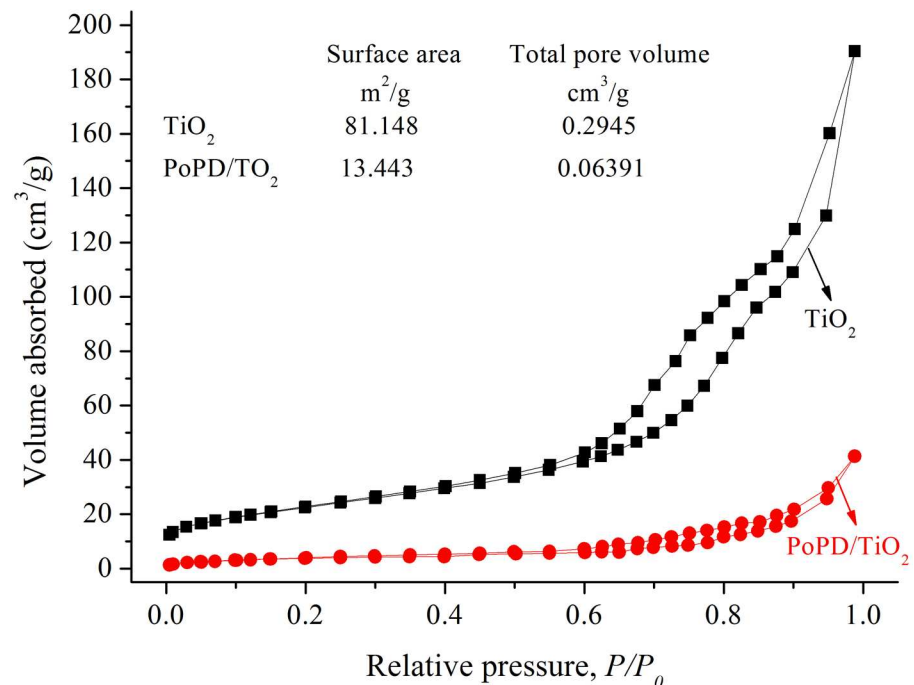 Surface area Total pore volume
m²/g cm³/g
TiO₂ 81.148 0.2945
PoPD/TO₂ 13.443 0.06391
Volume absorbed (cm³/g)
200
180
160
140
120
100
80
60
40
20
0
TiO₂
PoPD/TiO₂
0.0 0.2 0.4 0.6 0.8 1.0
Relative pressure, P/P₀